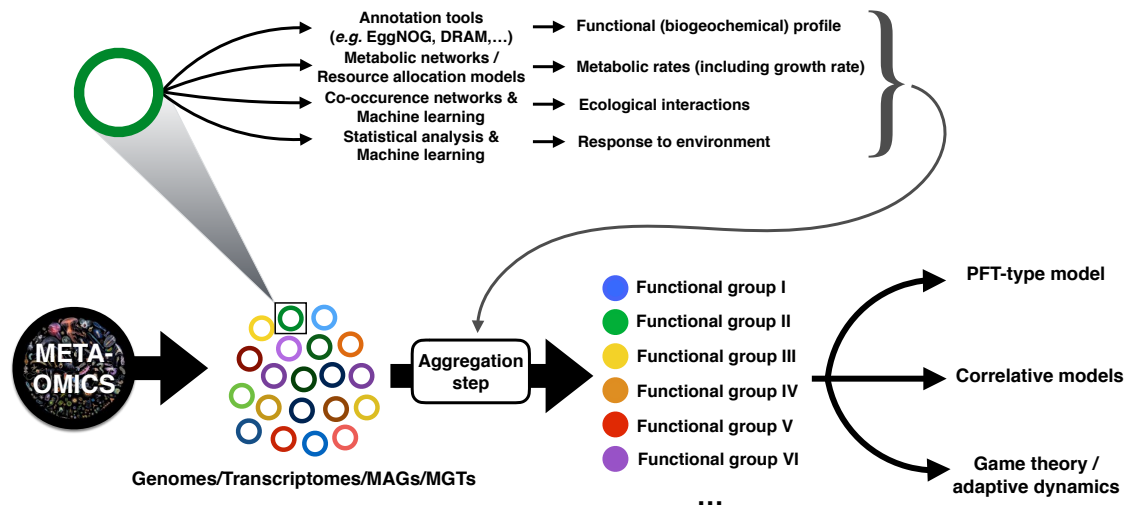 Annotation tools
(e.g. EggNOG, DRAM,...)
Functional (biogeochemical) profile
Metabolic networks /
Resource allocation models
Metabolic rates (including growth rate)
Co-occurence networks &
Machine learning
Ecological interactions
Statistical analysis &
Machine learning
Response to environment
META-
OMICS
Genomes/Transcriptomes/MAGs/MGTs
Aggregation
step
Functional group I
Functional group II
Functional group III
Functional group IV
Functional group V
Functional group VI
...
PFT-type model
Correlative models
Game theory /
adaptive dynamics